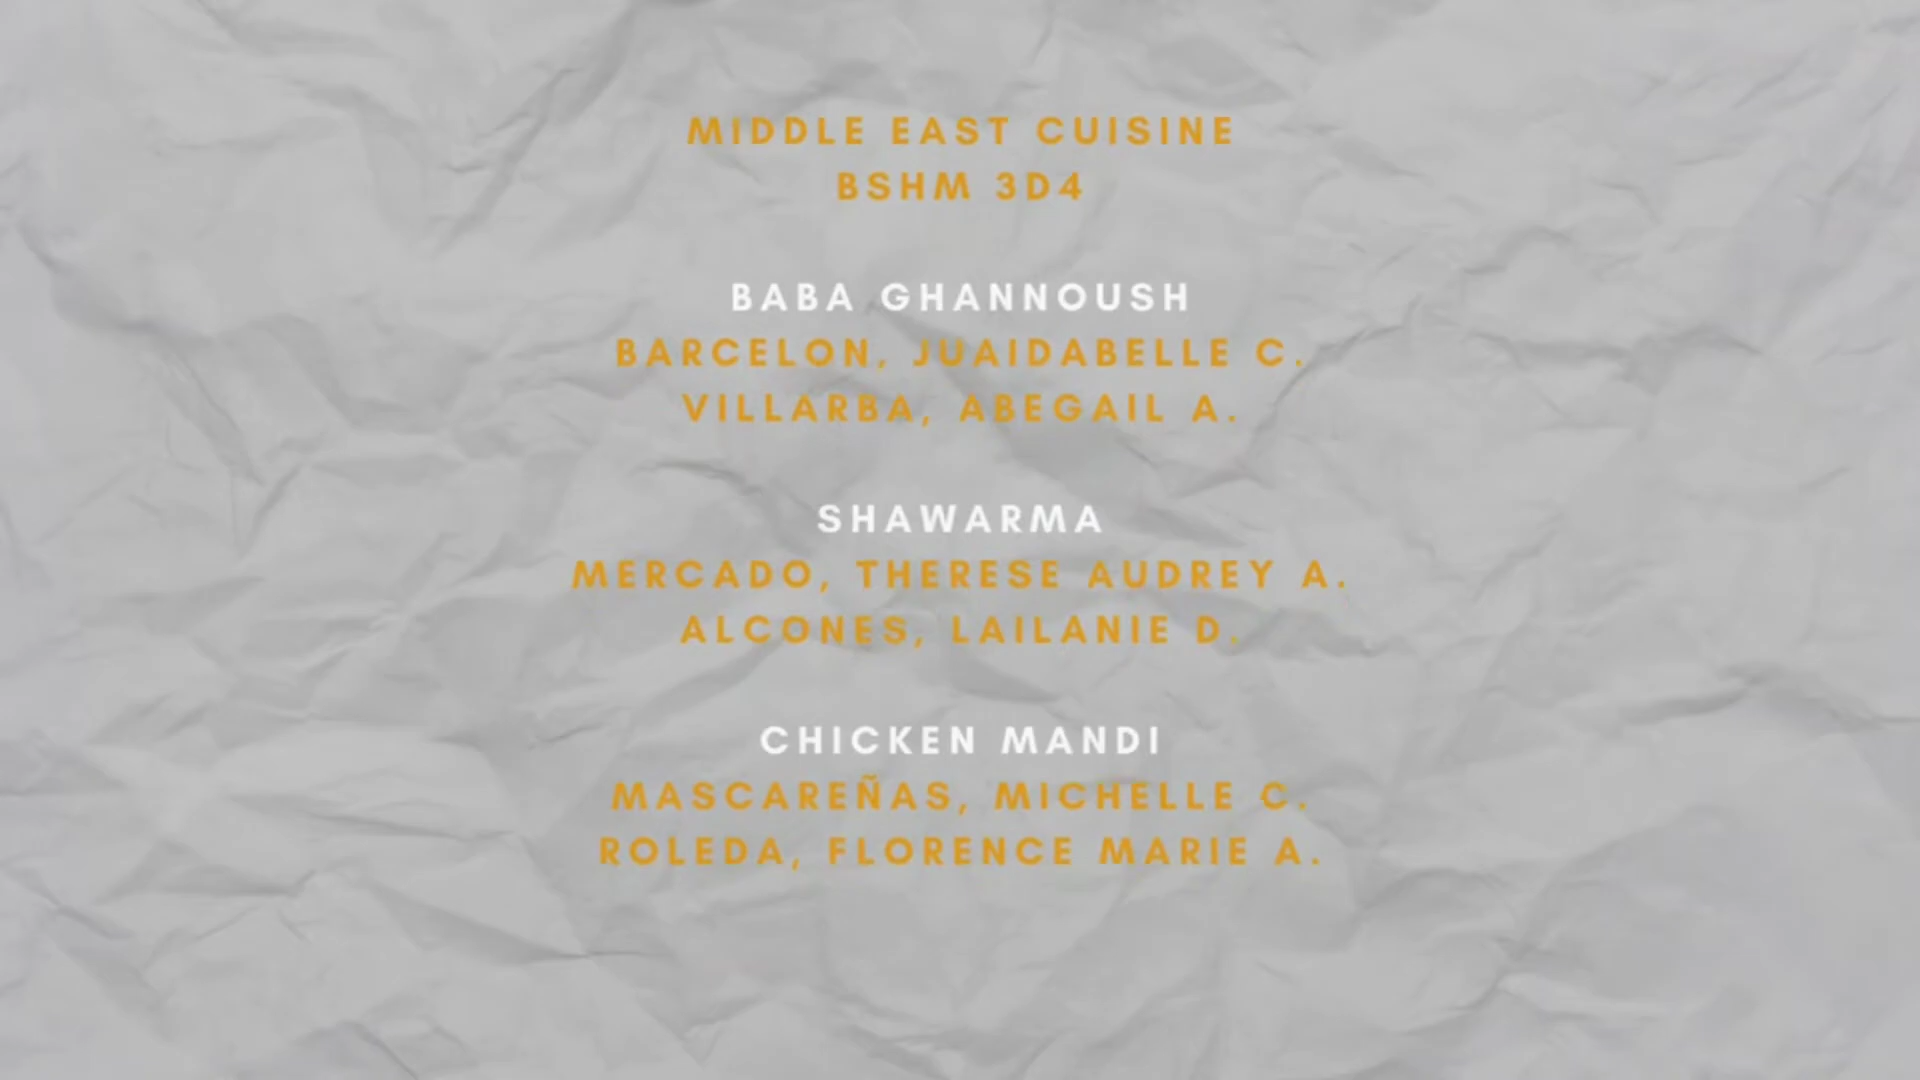 MIDDLE EAST CUISINE
BSHM 3D4
BABA GHANNOUSH
BARCELON, JUAIDABELLE C.
VILLARBA, ABEGAIL A.
SHAWARMA
MERCADO, THERESE AUDREY A.
ALCONES, LAILANIE D.
CHICKEN MANDI
MASCAREÑAS, MICHELLE C.
ROLEDA, FLORENCE MARIE A.